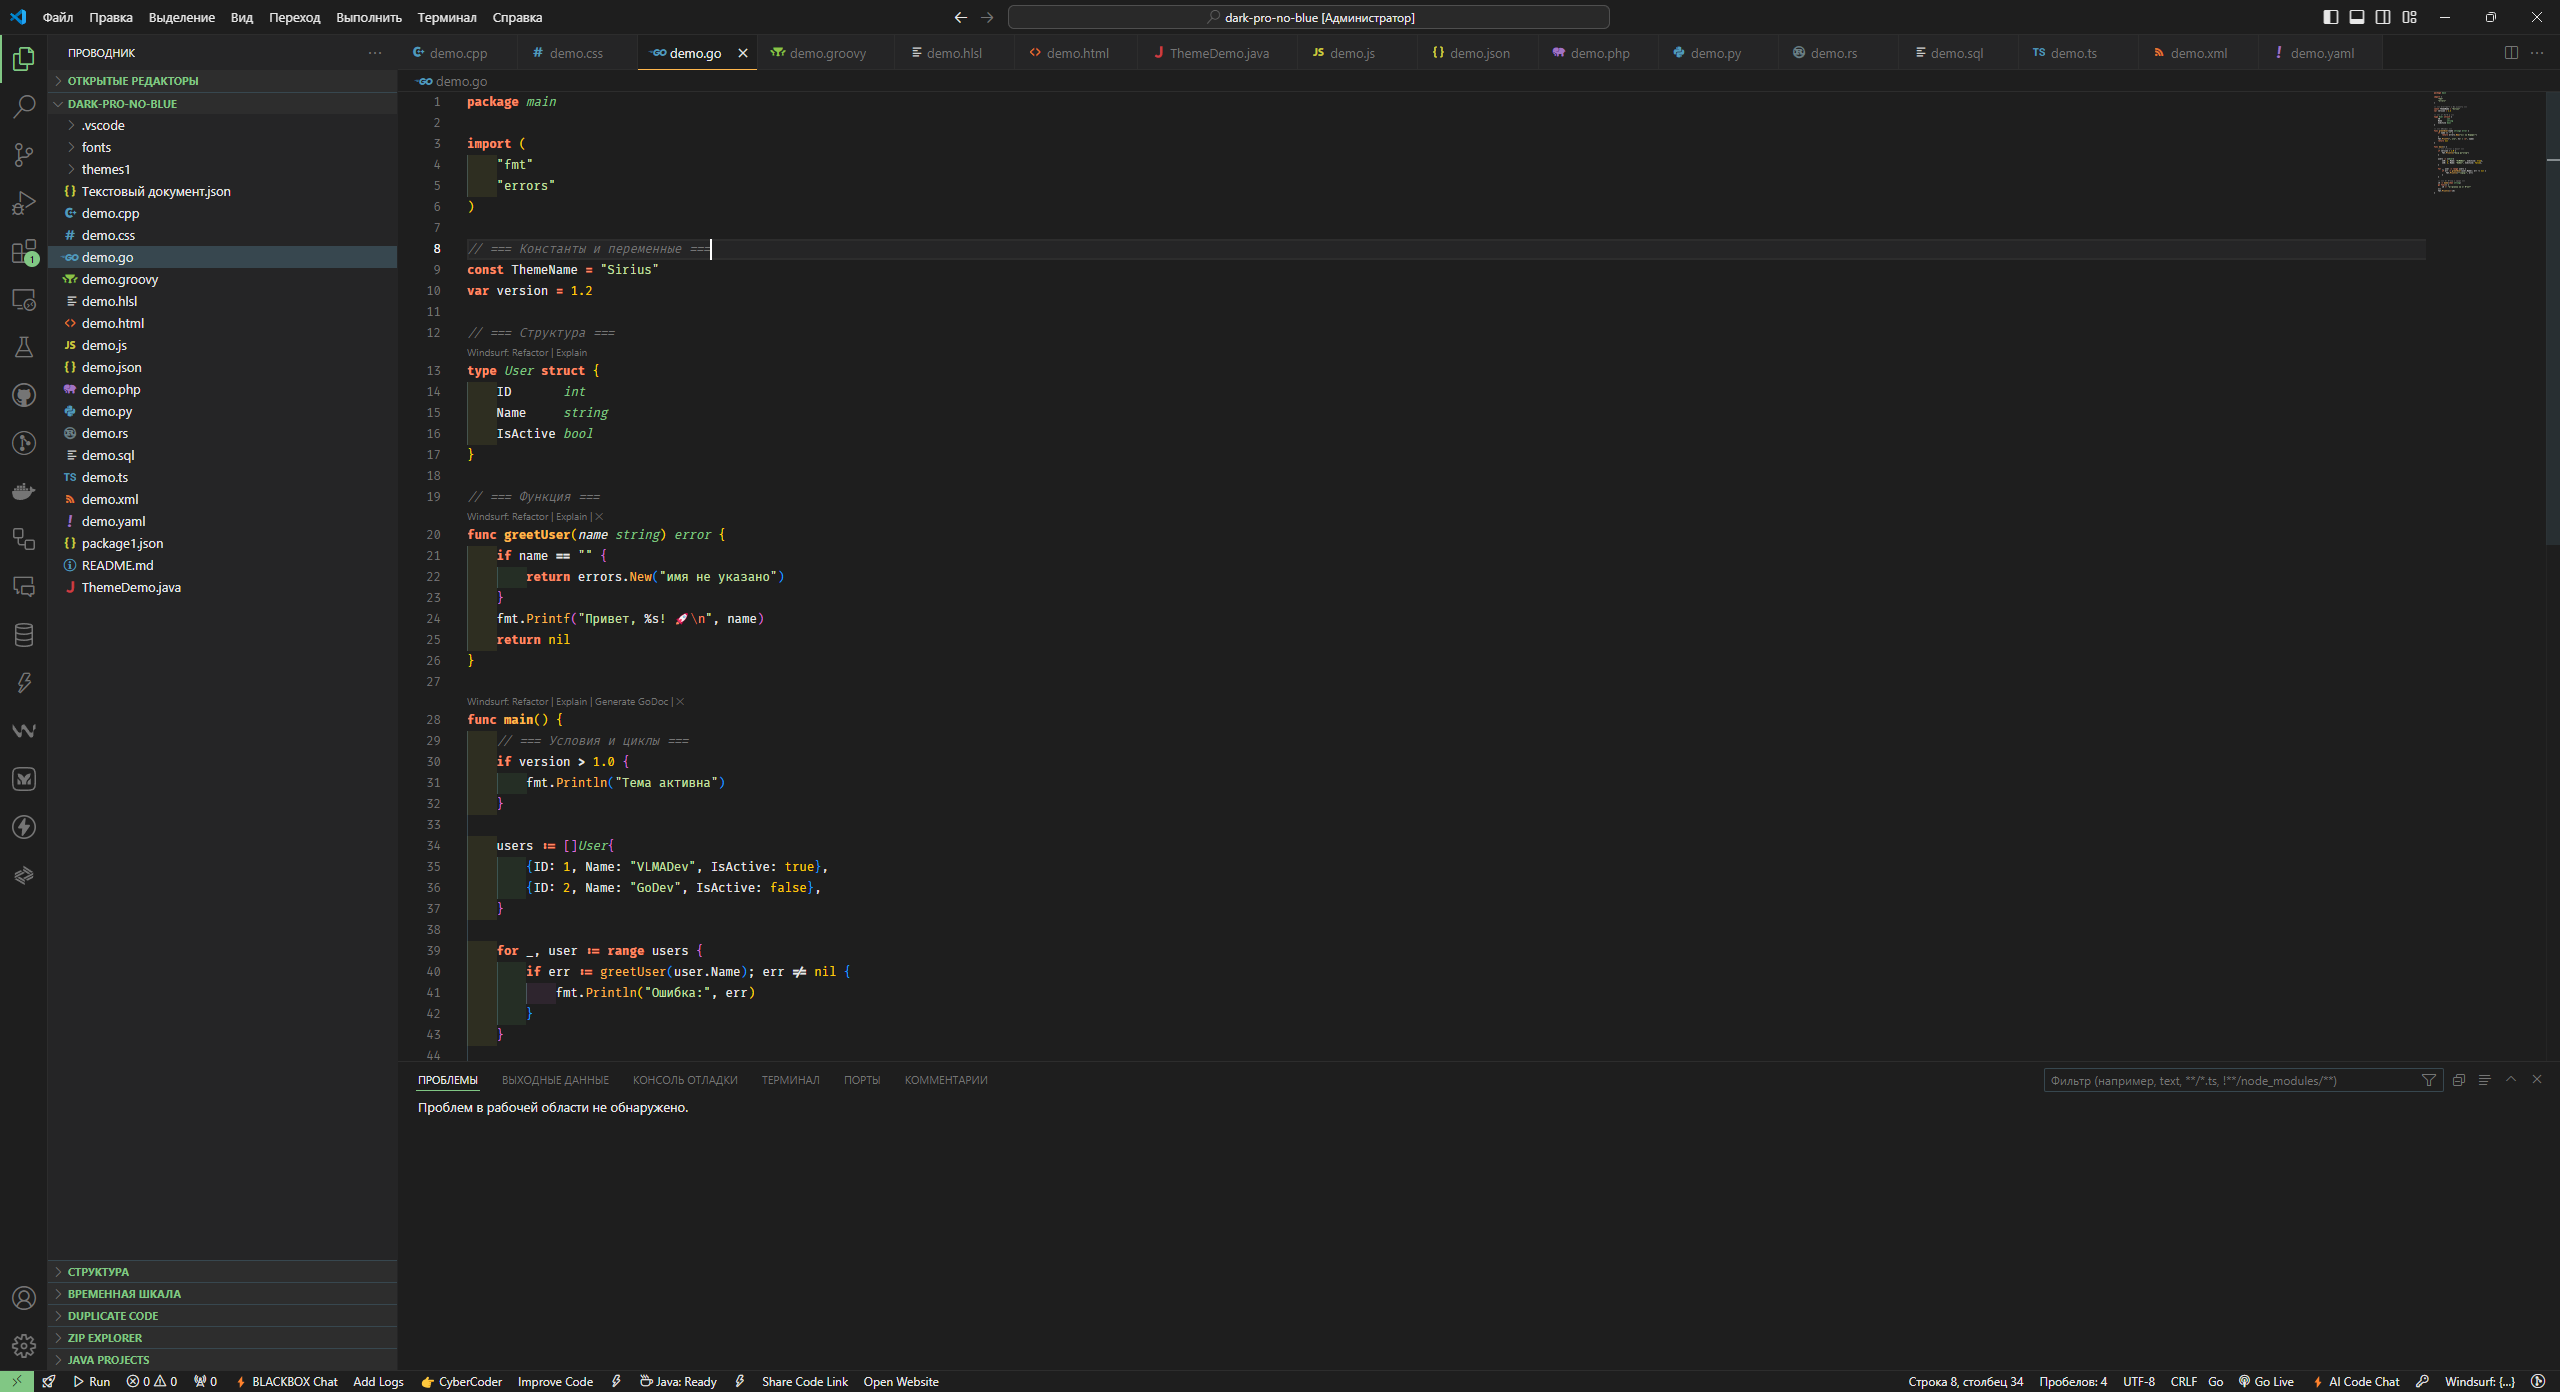 Файл Правка Выделение Вид Переход Выполнить Терминал Справка
dark-pro-no-blue [Администратор]
ПРОВОДНИК
ОТКРЫТЫЕ РЕДАКТОРЫ
DARK-PRO-NO-BLUE
.vscode
fonts
themes1
{} Текстовый документ.json
demo.cpp
# demo.css
GO demo.go
demo.groovy
demo.hlsl
<> demo.html
JS demo.js
{} demo.json
demo.php
demo.py
demo.rs
demo.sql
TS demo.ts
demo.xml
! demo.yaml
{} package1.json
README.md
J ThemeDemo.java
1
СТРУКТУРА
ВРЕМЕННАЯ ШКАЛА
DUPLICATE CODE
ZIP EXPLORER
JAVA PROJECTS
demo.cpp # demo.css GO demo.go demo.groovy demo.hlsl <> demo.html J ThemeDemo.java JS demo.js {} demo.json demo.php demo.py demo.rs demo.sql TS demo.ts demo.xml ! demo.yaml
GO demo.go
1 package main
2
3 import (
4 "fmt"
5 "errors"
6 )
7
8 // === Константы и переменные ===
9 const ThemeName = "Sirius"
10 var version = 1.2
11
12 // === Структура ===
Windsurf: Refactor | Explain
13 type User struct {
14 ID int
15 Name string
16 IsActive bool
17 }
18
19 // === Функция ===
Windsurf: Refactor | Explain | X
20 func greetUser(name string) error {
21 if name == "" {
22 return errors.New("имя не указано")
23 }
24 fmt.Printf("Привет, %s! 🚀\n", name)
25 return nil
26 }
27
Windsurf: Refactor | Explain | Generate GoDoc | X
28 func main() {
29 // === Условия и циклы ===
30 if version > 1.0 {
31 fmt.Println("Тема активна")
32 }
33
34 users := []User{
35 {ID: 1, Name: "VLMADev", IsActive: true},
36 {ID: 2, Name: "GoDev", IsActive: false},
37 }
38
39 for _, user := range users {
40 if err := greetUser(user.Name); err != nil {
41 fmt.Println("Ошибка:", err)
42 }
43 }
44
ПРОБЛЕМЫ ВЫХОДНЫЕ ДАННЫЕ КОНСОЛЬ ОТЛАДКИ ТЕРМИНАЛ ПОРТЫ КОММЕНТАРИИ
Фильтр (например, text, **/*.ts, !**/node_modules/**)
Проблем в рабочей области не обнаружено.
Run 0 0 0 BLACKBOX Chat Add Logs 👉 CyberCoder Improve Code Java: Ready Share Code Link Open Website Строка 8, столбец 34 Пробелов: 4 UTF-8 CRLF Go Go Live AI Code Chat Windsurf: {...}